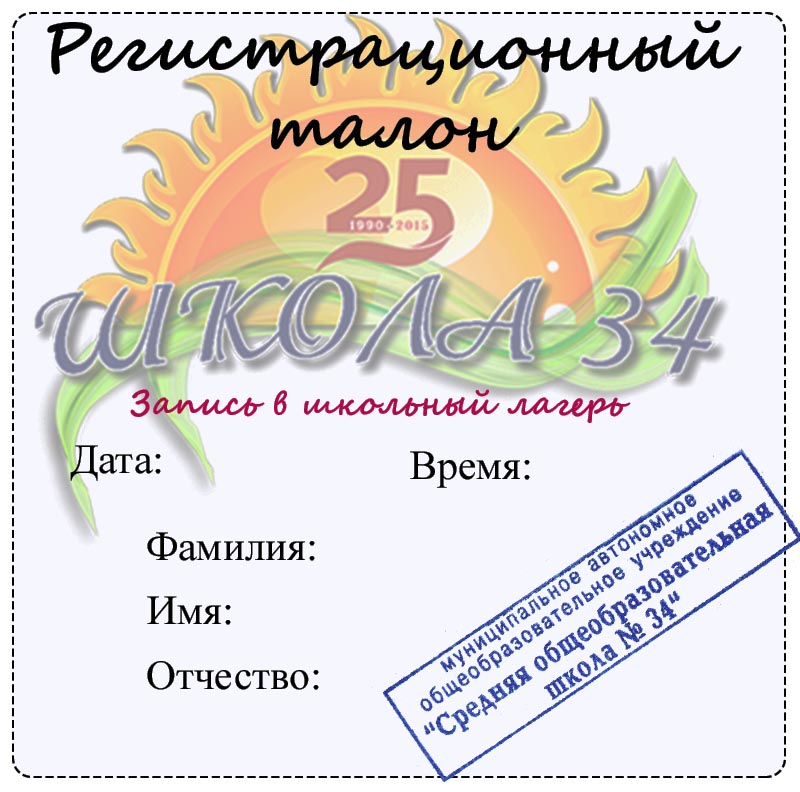 Регистрационный
талон
25
1990-2015
ШКОЛА 34
Запись в школьный лагерь
Дата: Время:
Фамилия:
Имя:
Отчество:
муниципальное автономное
общеобразовательное учреждение
"Средняя общеобразовательная
школа № 34"